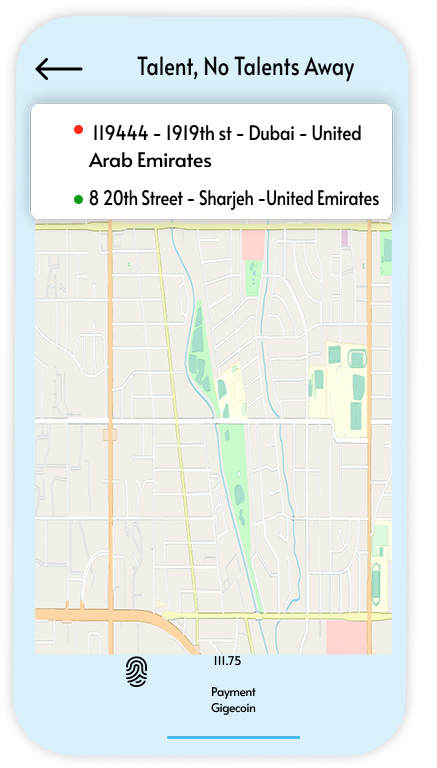 Talent, No Talents Away
119444 - 1919th st - Dubai - United
Arab Emirates
8 20th Street - Sharjeh -United Emirates
111.75
Payment
Gigecoin